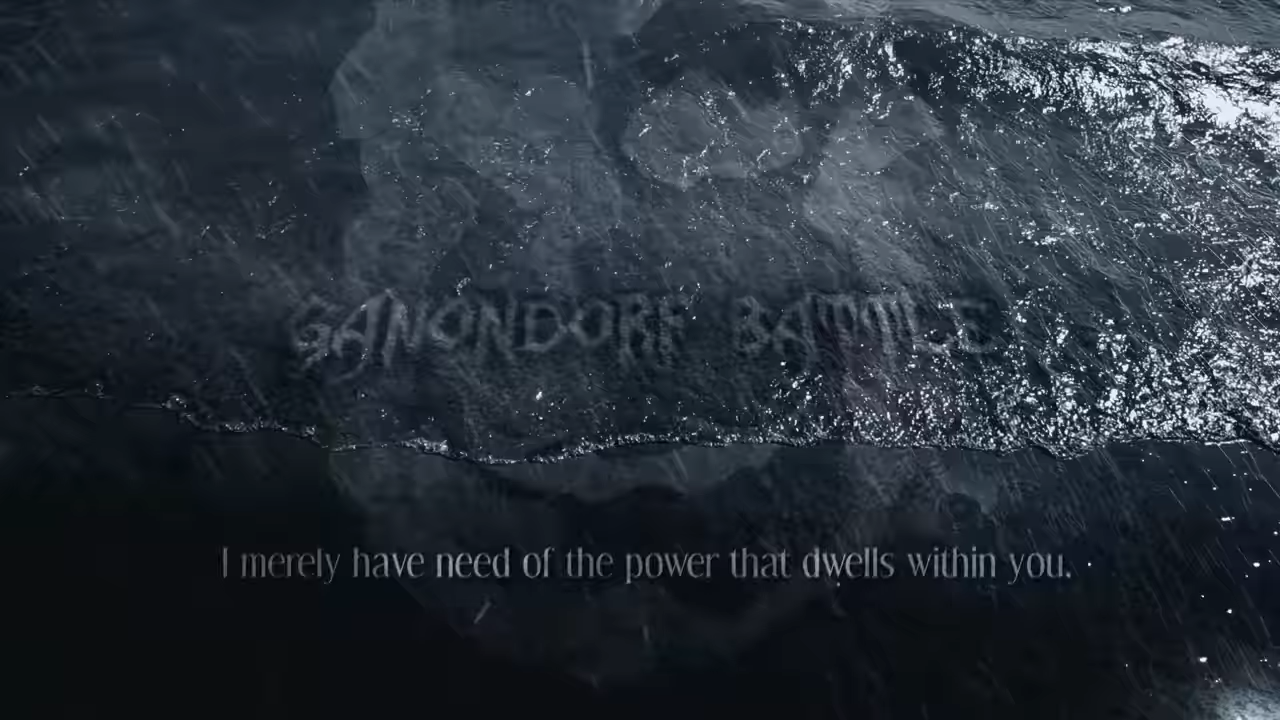 GANONDORF BATTLE
I merely have need of the power that dwells within you.